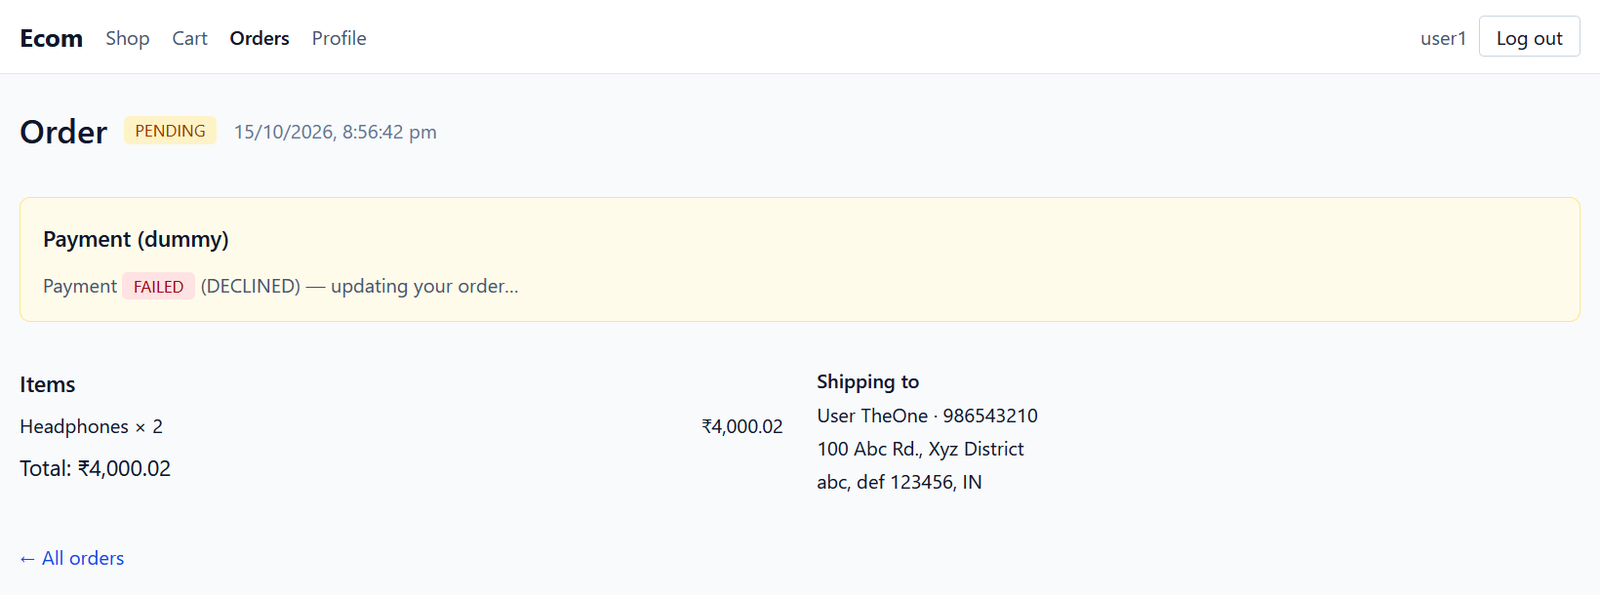 Ecom Shop Cart Orders Profile user1 Log out
Order PENDING 15/10/2026, 8:56:42 pm
Payment (dummy)
Payment FAILED (DECLINED) — updating your order...
Items
Headphones × 2 ₹4,000.02
Total: ₹4,000.02
Shipping to
User TheOne · 986543210
100 Abc Rd., Xyz District
abc, def 123456, IN
← All orders